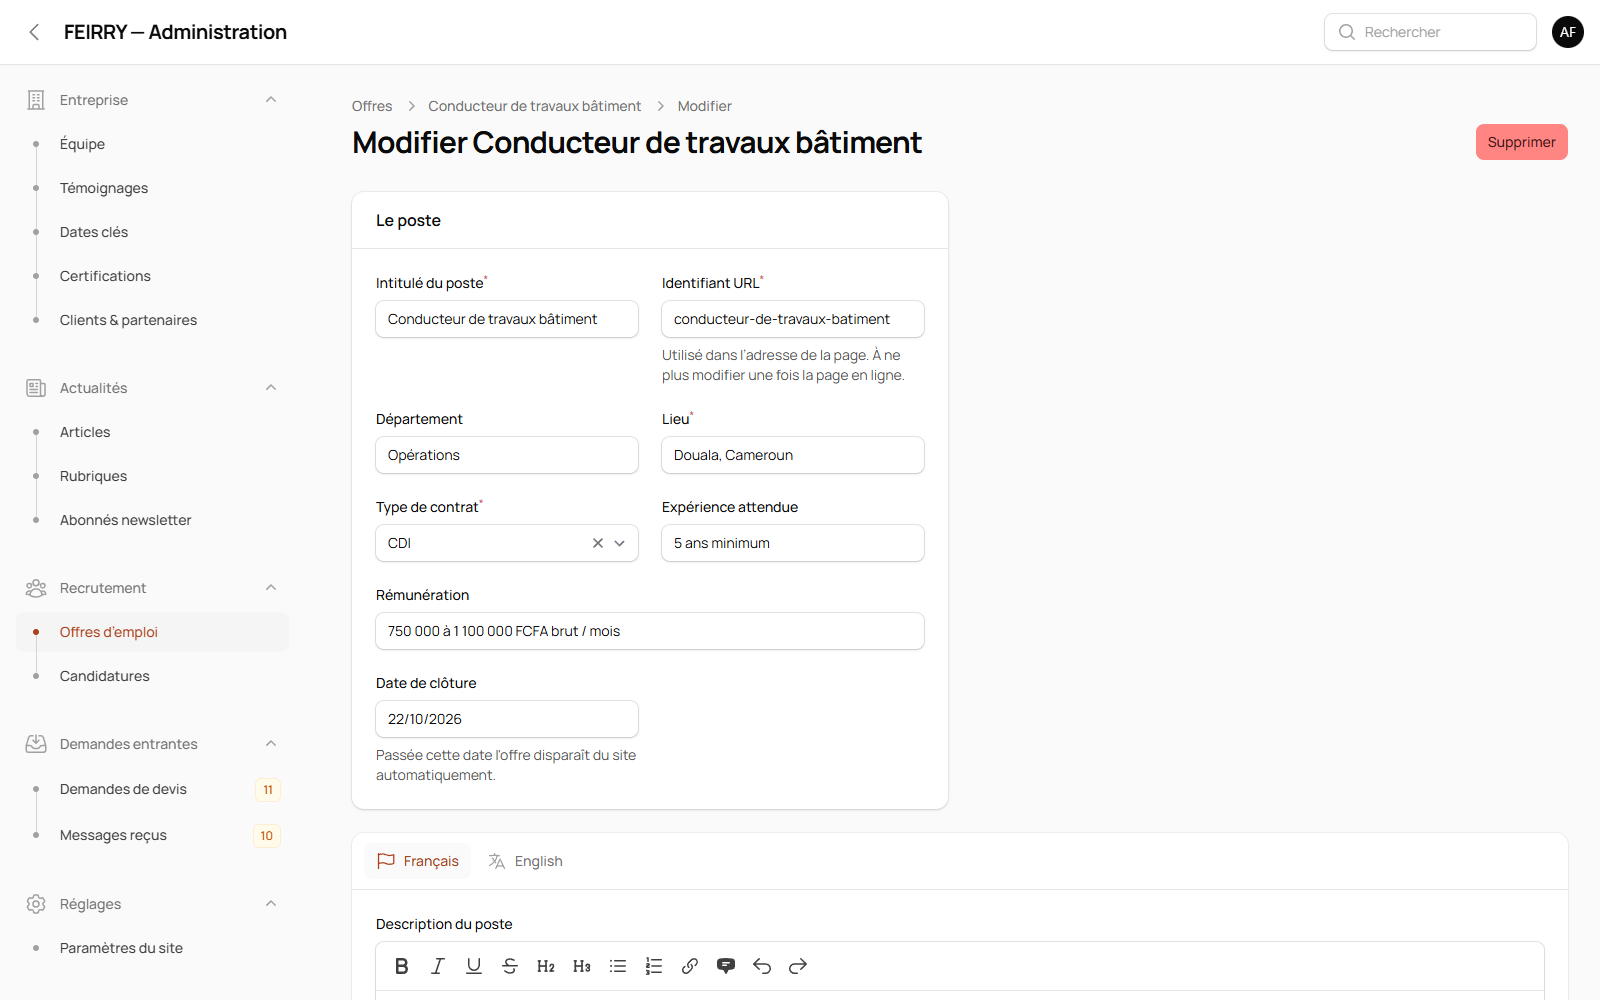 FEIRRY — Administration
Rechercher
AF
Entreprise
Équipe
Témoignages
Dates clés
Certifications
Clients & partenaires
Actualités
Articles
Rubriques
Abonnés newsletter
Recrutement
Offres d'emploi
Candidatures
Demandes entrantes
Demandes de devis
11
Messages reçus
10
Réglages
Paramètres du site
Offres > Conducteur de travaux bâtiment > Modifier
Modifier Conducteur de travaux bâtiment
Supprimer
Le poste
Intitulé du poste*
Conducteur de travaux bâtiment
Identifiant URL*
conducteur-de-travaux-batiment
Utilisé dans l'adresse de la page. À ne
plus modifier une fois la page en ligne.
Département
Opérations
Lieu*
Douala, Cameroun
Type de contrat*
CDI
Expérience attendue
5 ans minimum
Rémunération
750 000 à 1 100 000 FCFA brut / mois
Date de clôture
22/10/2026
Passée cette date l'offre disparaît du site
automatiquement.
Français
English
Description du poste
B I U S H2 H3